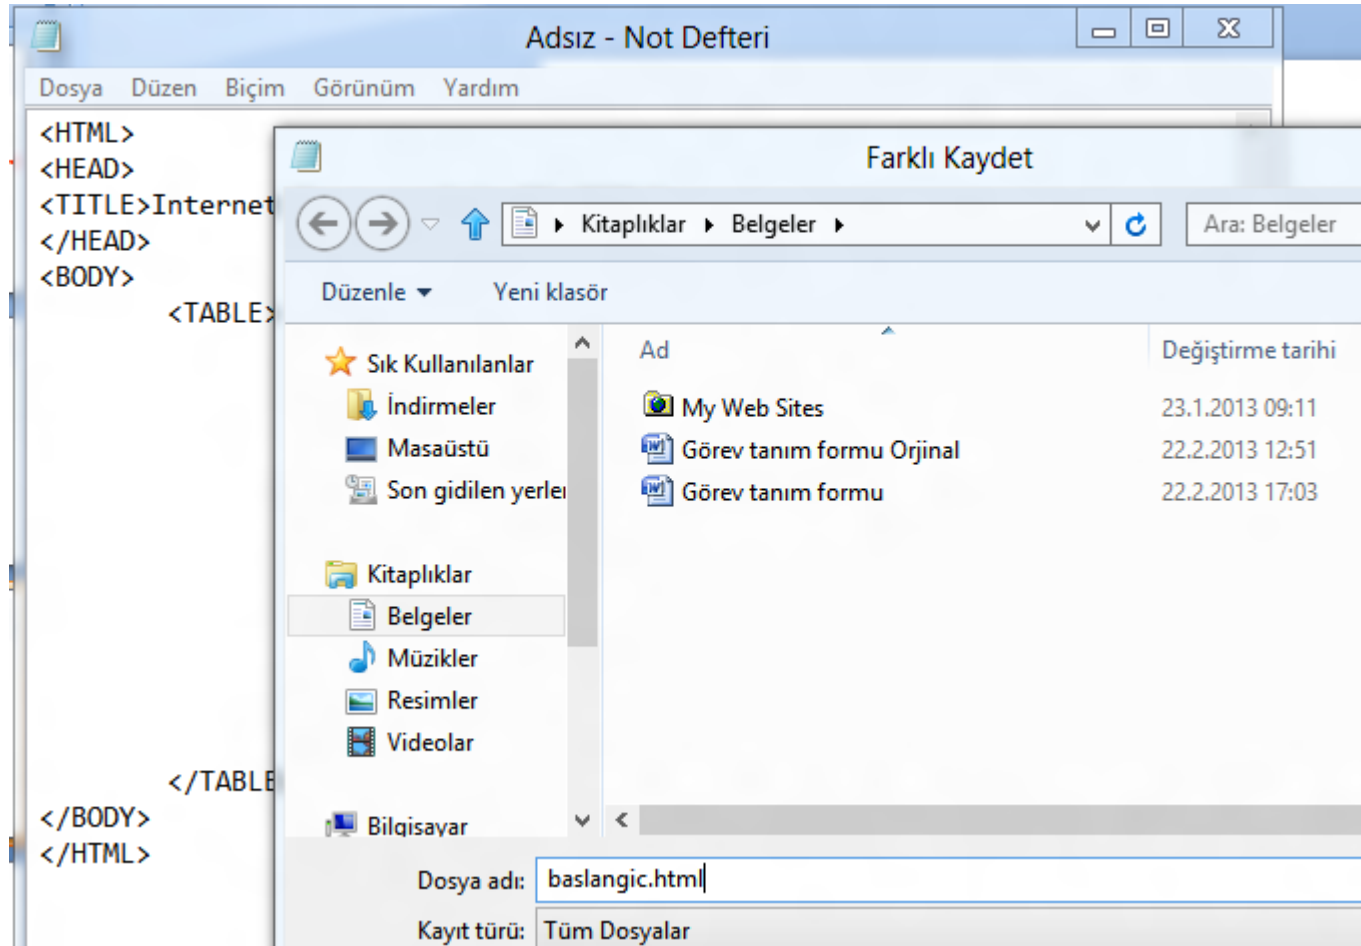 Adsız - Not Defteri
Dosya Düzen Biçim Görünüm Yardım
<HTML>
<HEAD>
<TITLE>Internet
</HEAD>
<BODY>
<TABLE>
</TABLE
</BODY>
</HTML>
Farklı Kaydet
Kitaplıklar Belgeler
Ara: Belgeler
Düzenle Yeni klasör
Sık Kullanılanlar
İndirmeler
Masaüstü
Son gidilen yerler
Kitaplıklar
Belgeler
Müzikler
Resimler
Videolar
Bilgisayar
Ad Değiştirme tarihi
My Web Sites 23.1.2013 09:11
Görev tanım formu Orjinal 22.2.2013 12:51
Görev tanım formu 22.2.2013 17:03
Dosya adı: baslangic.html
Kayıt türü: Tüm Dosyalar